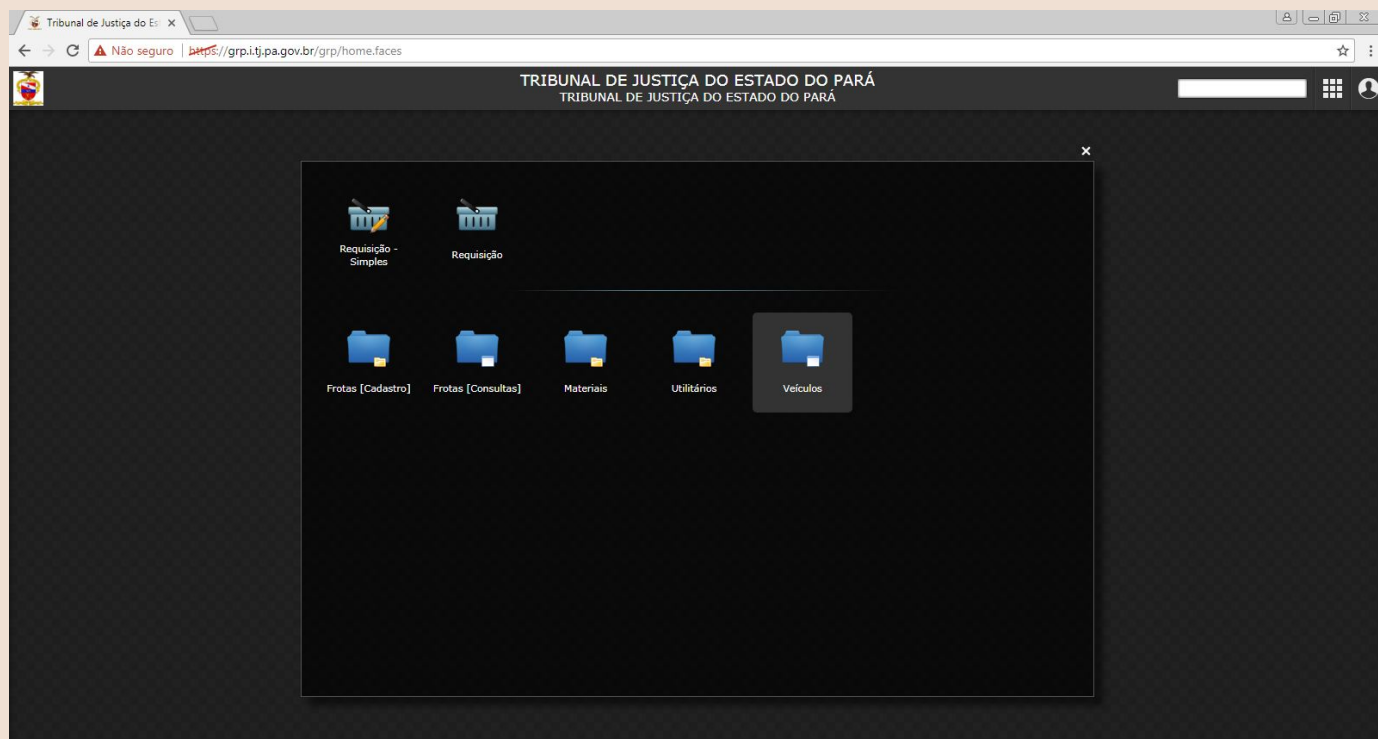 Tribunal de Justiça do Es
Não seguro | https://grp.i.tj.pa.gov.br/grp/home.faces
TRIBUNAL DE JUSTIÇA DO ESTADO DO PARÁ
TRIBUNAL DE JUSTIÇA DO ESTADO DO PARÁ
Requisição -
Simples
Requisição
Frotas [Cadastro]
Frotas [Consultas]
Materiais
Utilitários
Veículos